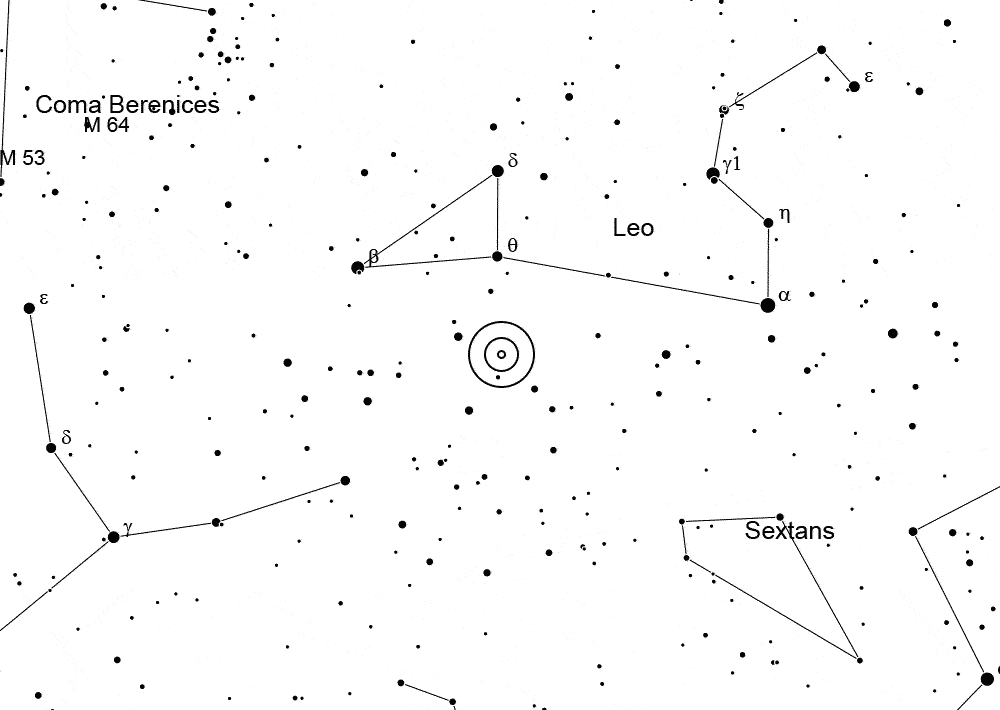 ε
Coma Berenices
ζ
M 64
M 53
δ
γ1
η
Leo
β
θ
α
ε
δ
γ
Sextans